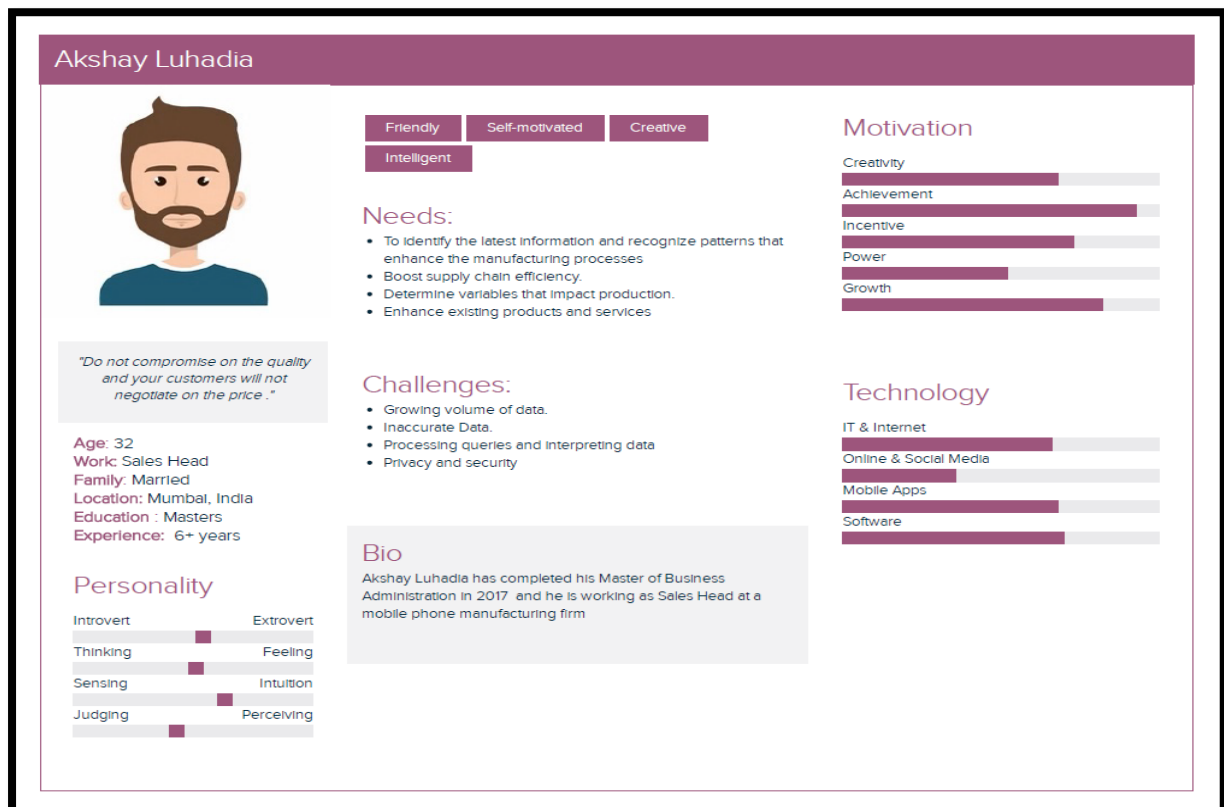 Akshay Luhadia
"Do not compromise on the quality
and your customers will not
negotiate on the price ."
Age: 32
Work: Sales Head
Family: Married
Location: Mumbai, India
Education : Masters
Experience: 6+ years
Personality
Introvert Extrovert
Thinking Feeling
Sensing Intuition
Judging Perceiving
Friendly Self-motivated Creative
Intelligent
Needs:
• To identify the latest information and recognize patterns that
enhance the manufacturing processes
• Boost supply chain efficiency.
• Determine variables that impact production.
• Enhance existing products and services
Challenges:
• Growing volume of data.
• Inaccurate Data.
• Processing queries and interpreting data
• Privacy and security
Bio
Akshay Luhadia has completed his Master of Business
Administration in 2017 and he is working as Sales Head at a
mobile phone manufacturing firm
Motivation
Creativity
Achievement
Incentive
Power
Growth
Technology
IT & Internet
Online & Social Media
Mobile Apps
Software